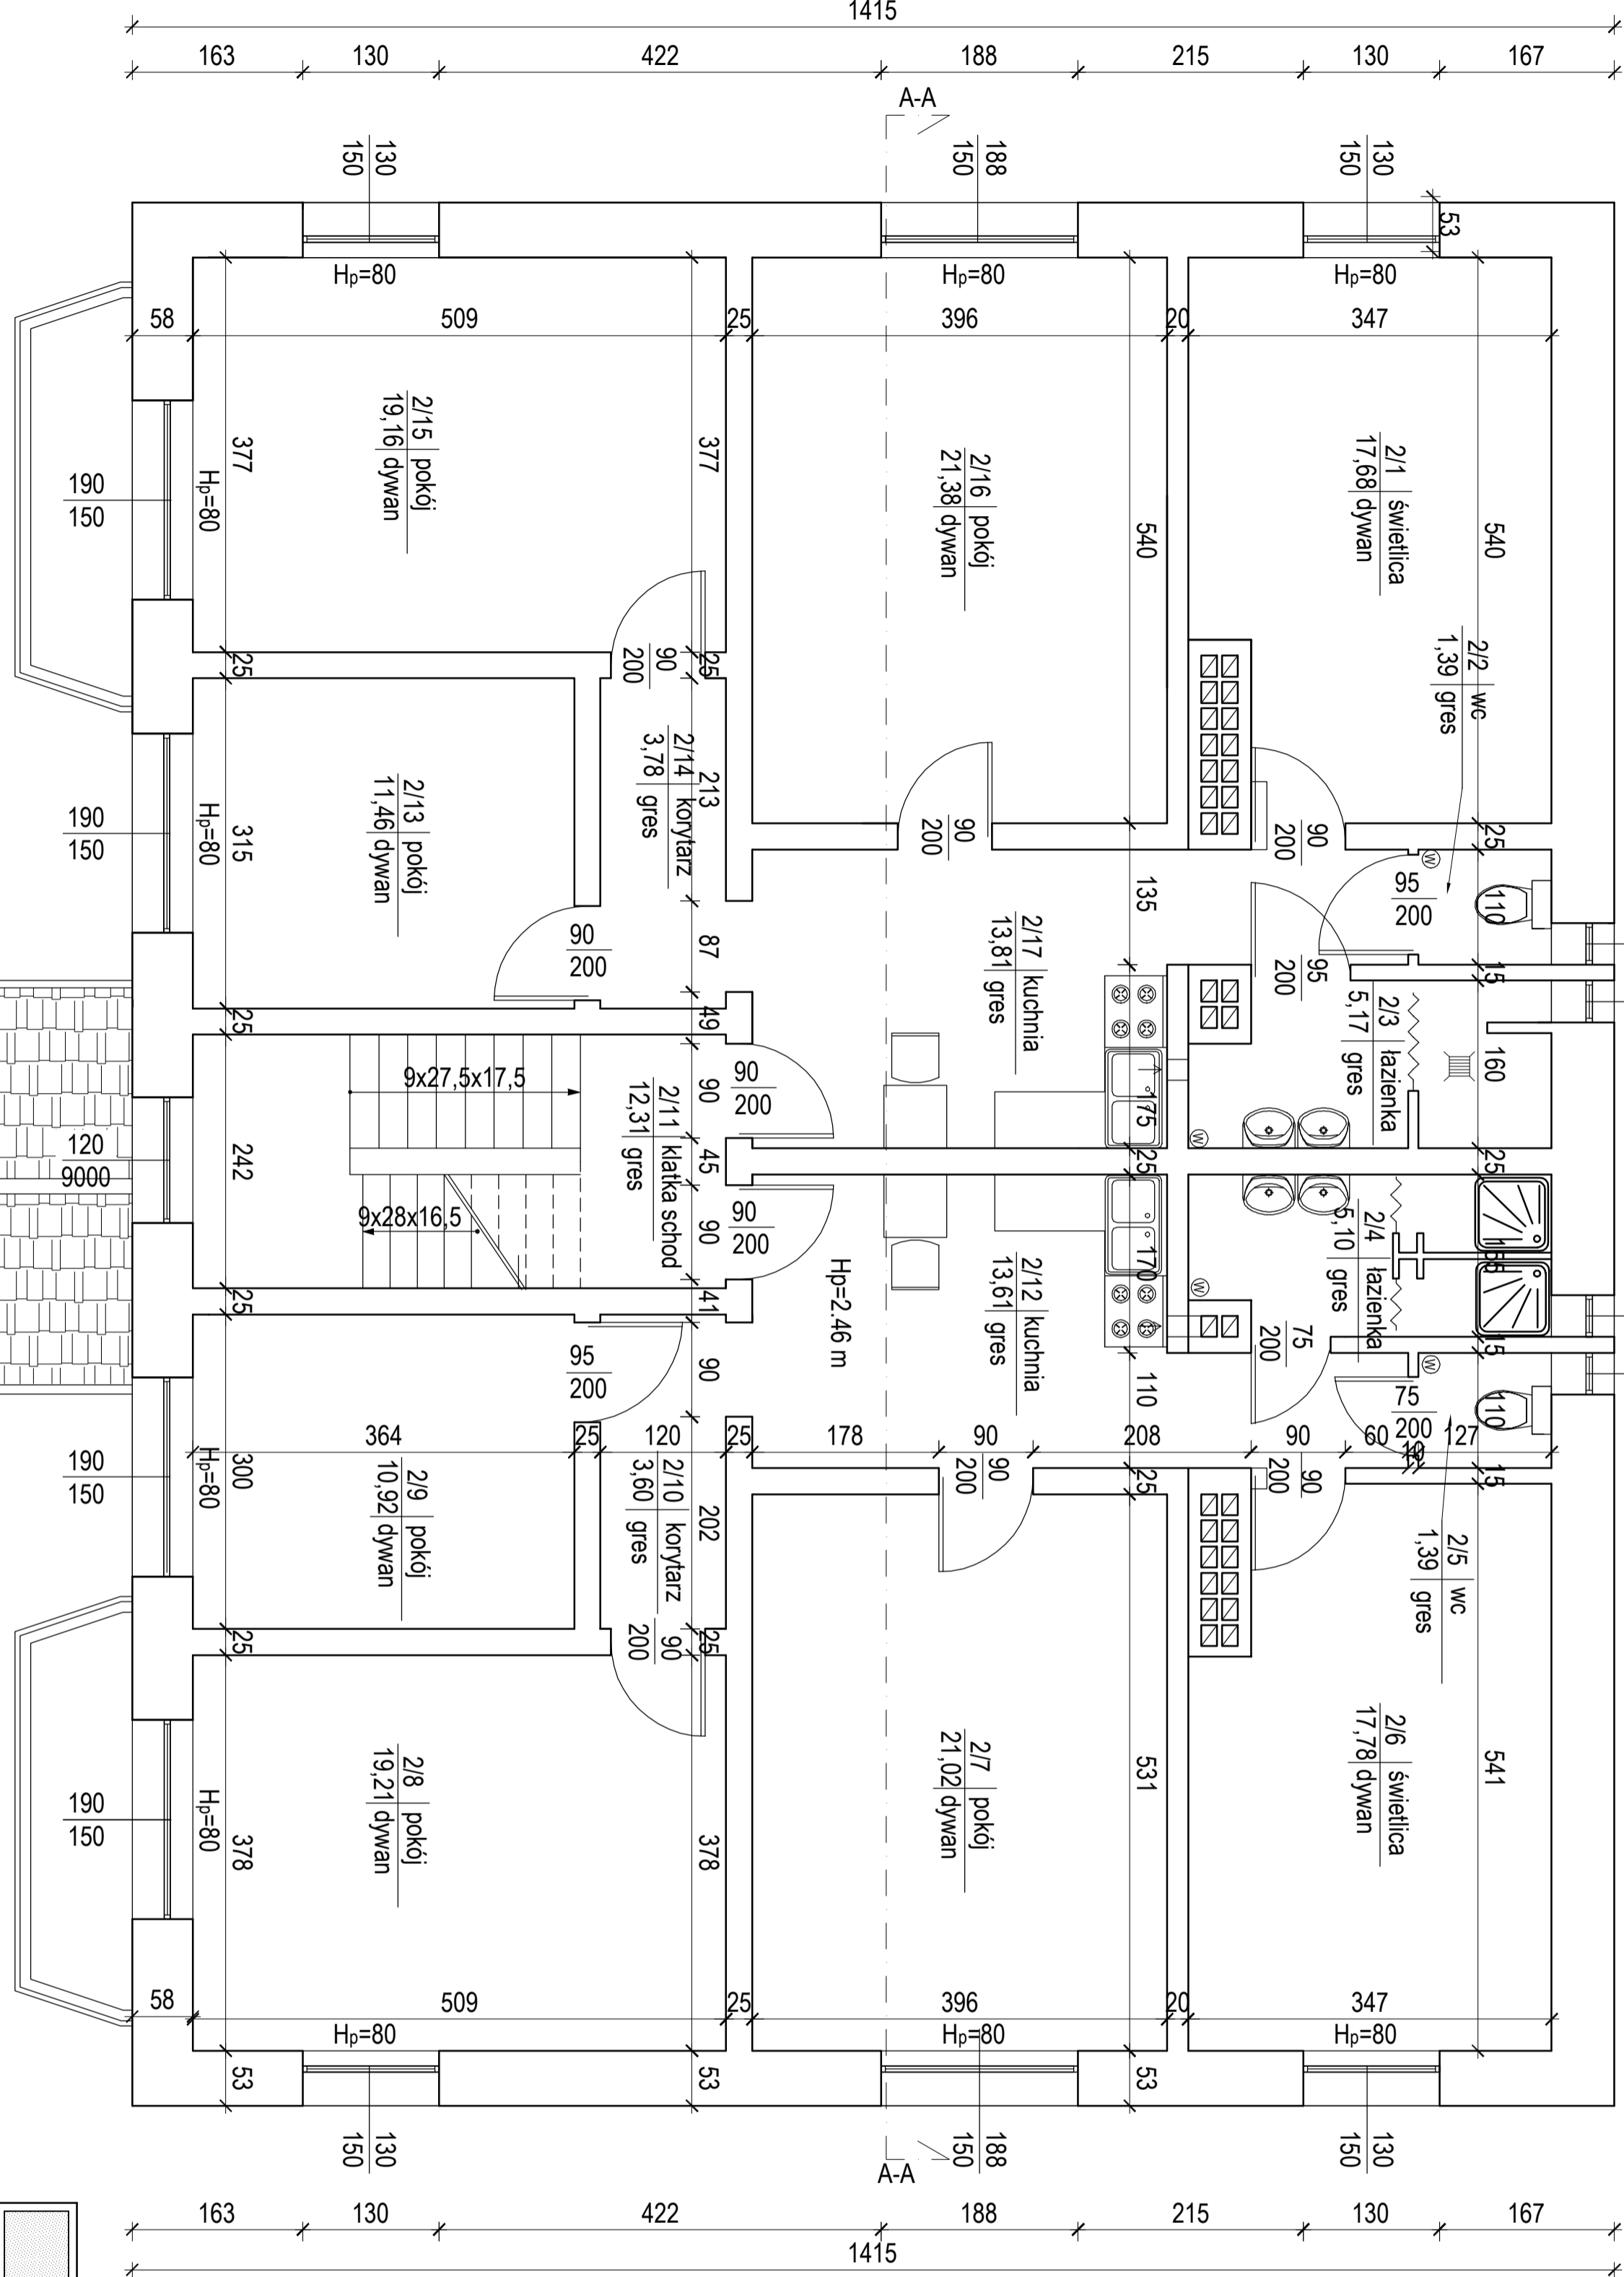 1415
163 130 422 188 215 130 167
A-A
130
150
188
150
130
150
53
Hp=80 Hp=80 Hp=80
58 509 25 396 20 347
2/15 pokój
19,16 dywan
377
377
Hp=80
190
150
2/16 pokój
21,38 dywan
540
2/1 świetlica
17,68 dywan
540
2/2 wc
1,39 gres
25
25
90
200
2/14 korytarz
3,78 gres
213
2/13 pokój
11,46 dywan
315
Hp=80
190
150
90
200
90
200
25
95
200
110
135
87
90
200
2/17 kuchnia
13,81 gres
95
200
15
2/3 łazienka
5,17 gres
160
W
25
49
9x27,5x17,5
90
90
200
2/11 klatka schod
12,31 gres
175
W
242
120
9000
45
25
25
9x28x16,5
90
90
200
Hp=2.46 m
2/12 kuchnia
13,61 gres
170
W
2/4 łazienka
5,10 gres
25
41
75
200
15
W
95
200
90
110
75
200
110
364 25 120 25 178 90 208 90 60 10 127
2/9 pokój
10,92 dywan
300
Hp=80
190
150
2/10 korytarz
3,60 gres
202
90
200
25
90
200
15
2/5 wc
1,39 gres
25
90
200
25
2/8 pokój
19,21 dywan
378
378
Hp=80
190
150
2/7 pokój
21,02 dywan
531
2/6 świetlica
17,78 dywan
541
58 509 25 396 20 347
Hp=80 Hp=80 Hp=80
53 53 53
130
150
188
150
130
150
A-A
163 130 422 188 215 130 167
1415